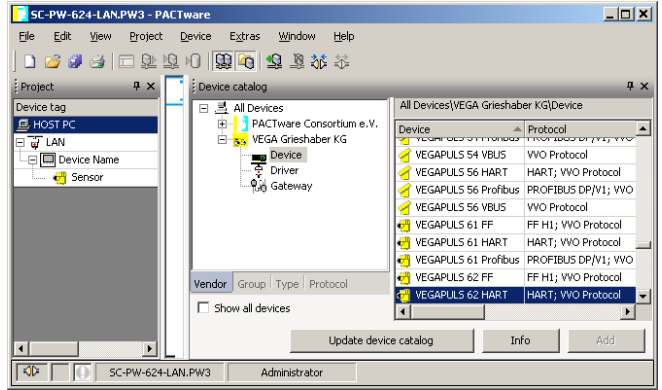 SC-PW-624-LAN.PW3 - PACTware
File Edit View Project Device Extras Window Help
Project
Device tag
HOST PC
LAN
Device Name
Sensor
Device catalog
All Devices
PACTware Consortium e.V.
VEGA Grieshaber KG
Device
Driver
Gateway
Vendor Group Type Protocol
Show all devices
All Devices\VEGA Grieshaber KG\Device
Device Protocol
VEGAPULS 54 VBUS VVO Protocol
VEGAPULS 56 HART HART; VVO Protocol
VEGAPULS 56 Profibus PROFIBUS DP/V1; VVO
VEGAPULS 56 VBUS VVO Protocol
VEGAPULS 61 FF FF H1; VVO Protocol
VEGAPULS 61 HART HART; VVO Protocol
VEGAPULS 61 Profibus PROFIBUS DP/V1; VVO
VEGAPULS 62 FF FF H1; VVO Protocol
VEGAPULS 62 HART HART; VVO Protocol
Update device catalog Info Add
SC-PW-624-LAN.PW3 Administrator